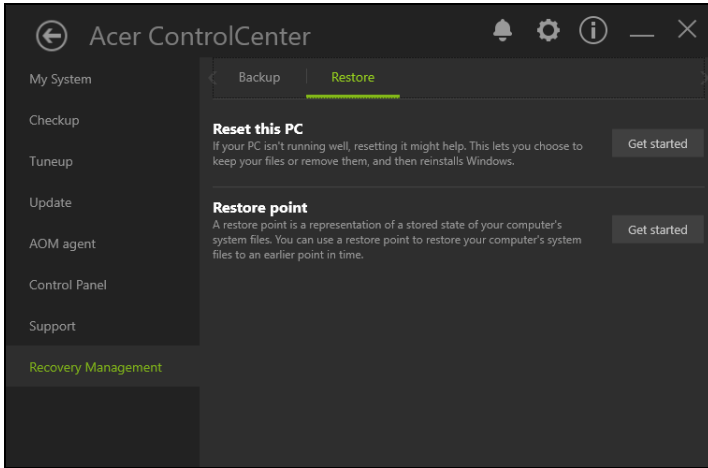 Acer ControlCenter
My System
Checkup
Tuneup
Update
AOM agent
Control Panel
Support
Recovery Management
Backup
Restore
Reset this PC
If your PC isn't running well, resetting it might help. This lets you choose to
keep your files or remove them, and then reinstalls Windows.
Get started
Restore point
A restore point is a representation of a stored state of your computer's
system files. You can use a restore point to restore your computer's system
files to an earlier point in time.
Get started